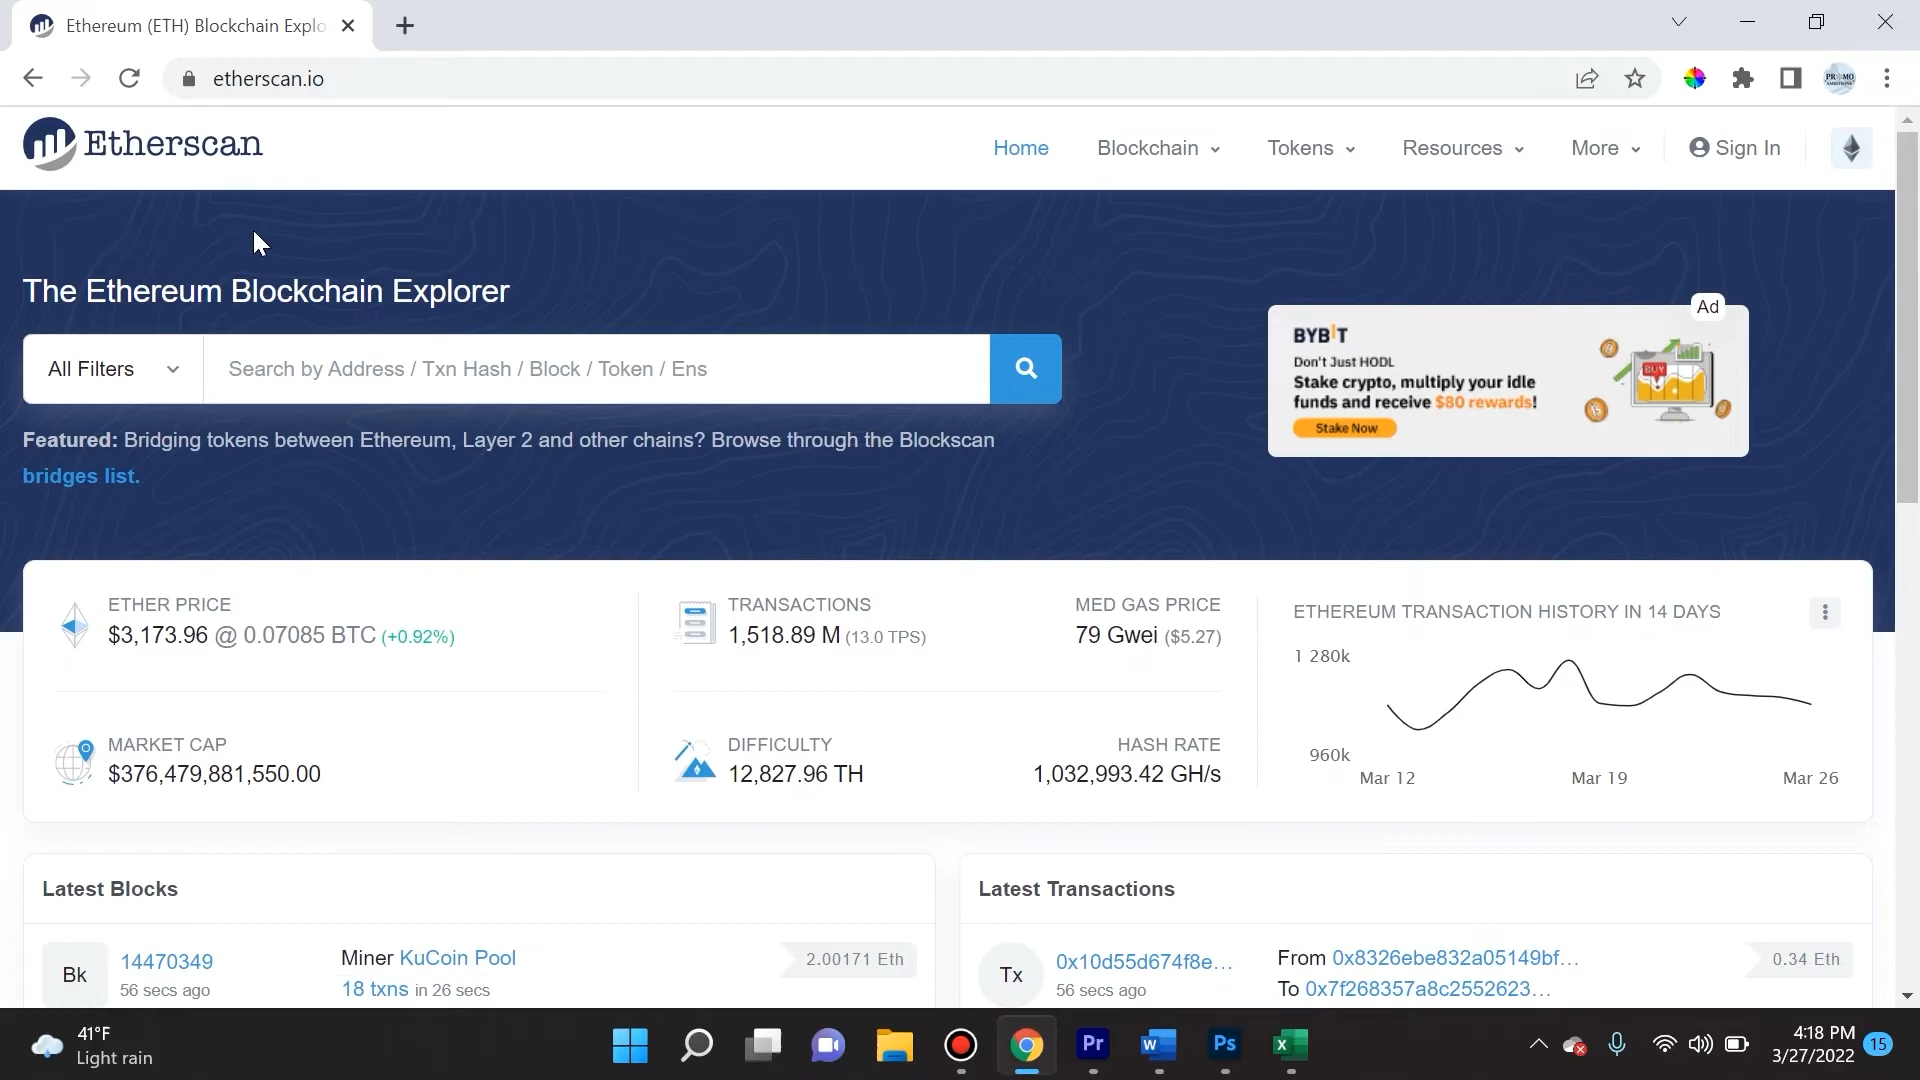 Ethereum (ETH) Blockchain Explo
etherscan.io
Etherscan
Home
Blockchain
Tokens
Resources
More
Sign In
The Ethereum Blockchain Explorer
All Filters
Search by Address / Txn Hash / Block / Token / Ens
Featured: Bridging tokens between Ethereum, Layer 2 and other chains? Browse through the Blockscan
bridges list.
Ad
BYBIT
Don't Just HODL
Stake crypto, multiply your idle
funds and receive $80 rewards!
Stake Now
BUY
ETHER PRICE
$3,173.96 @ 0.07085 BTC (+0.92%)
MARKET CAP
$376,479,881,550.00
TRANSACTIONS
1,518.89 M (13.0 TPS)
MED GAS PRICE
79 Gwei ($5.27)
DIFFICULTY
12,827.96 TH
HASH RATE
1,032,993.42 GH/s
ETHEREUM TRANSACTION HISTORY IN 14 DAYS
1 280k
960k
Mar 12
Mar 19
Mar 26
Latest Blocks
Bk
14470349
56 secs ago
Miner KuCoin Pool
18 txns in 26 secs
2.00171 Eth
Latest Transactions
Tx
0x10d55d674f8e...
56 secs ago
From 0x8326ebe832a05149bf...
To 0x7f268357a8c2552623...
0.34 Eth
41°F
Light rain
Pr
W
Ps
X
4:18 PM
3/27/2022
15